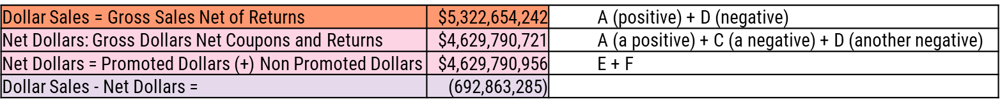 Dollar Sales = Gross Sales Net of Returns $5,322,654,242 A (positive) + D (negative)
Net Dollars: Gross Dollars Net Coupons and Returns $4,629,790,721 A (a positive) + C (a negative) + D (another negative)
Net Dollars = Promoted Dollars (+) Non Promoted Dollars $4,629,790,956 E + F
Dollar Sales - Net Dollars = (692,863,285)